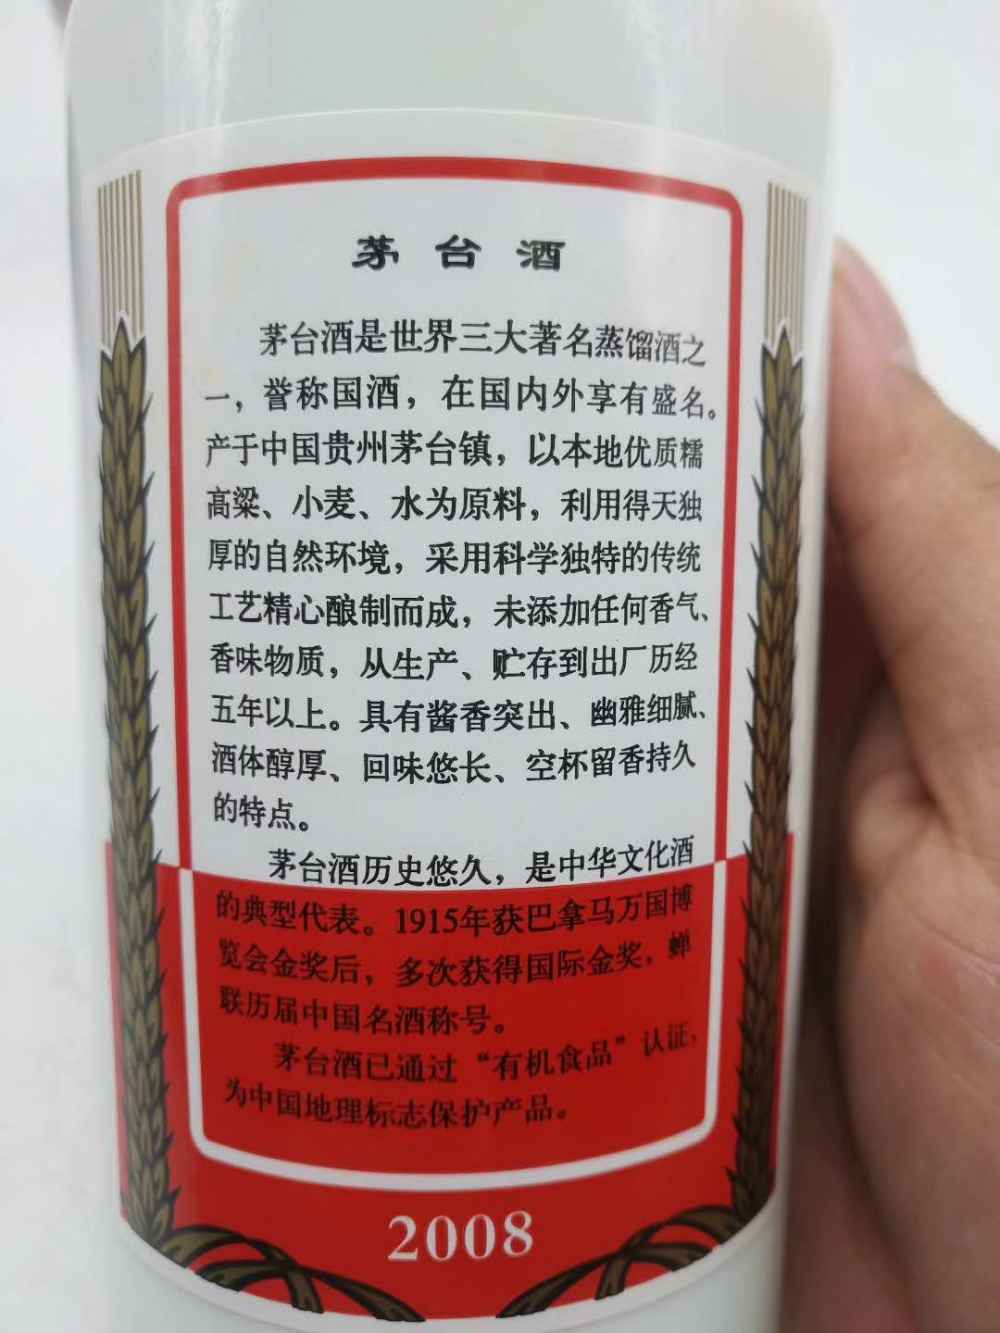 茅台酒
茅台酒是世界三大著名蒸馏酒之
一，誉称国酒，在国内外享有盛名。
产于中国贵州茅台镇，以本地优质糯
高粱、小麦、水为原料，利用得天独
厚的自然环境，采用科学独特的传统
工艺精心酿制而成，未添加任何香气、
香味物质，从生产、贮存到出厂历经
五年以上。具有酱香突出、幽雅细腻、
酒体醇厚、回味悠长、空杯留香持久
的特点。
茅台酒历史悠久，是中华文化酒
的典型代表。1915年获巴拿马万国博
览会金奖后，多次获得国际金奖，蝉
联历届中国名酒称号。
茅台酒已通过“有机食品”认证，
为中国地理标志保护产品。
2008